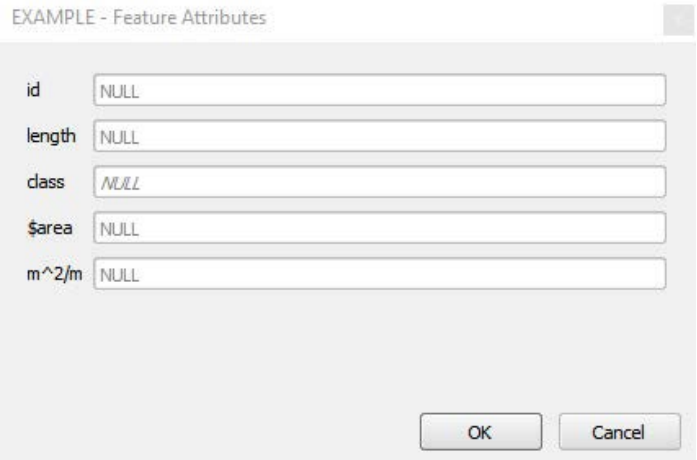 EXAMPLE - Feature Attributes
id NULL
length NULL
class NULL
$area NULL
m^2/m NULL
OK Cancel